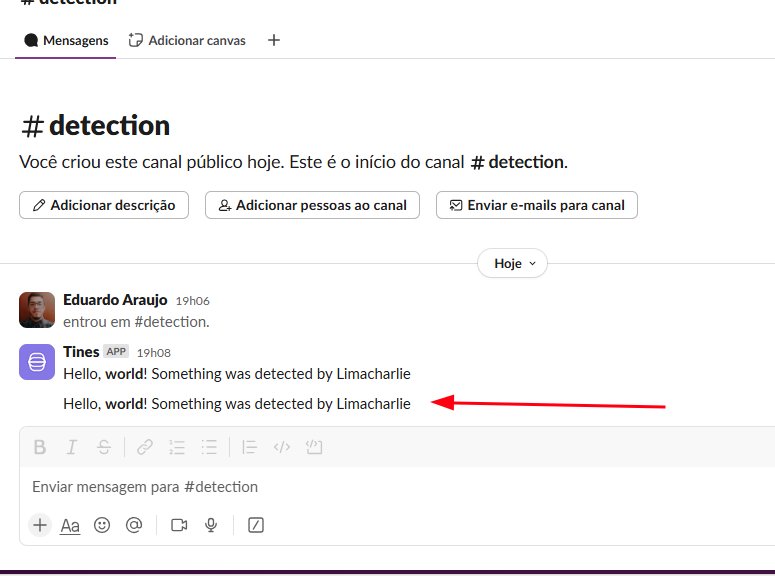 # detection
Mensagens Adicionar canvas +
# detection
Você criou este canal público hoje. Este é o início do canal # detection.
Adicionar descrição Adicionar pessoas ao canal Enviar e-mails para canal
Hoje
Eduardo Araujo 19h06
entrou em #detection.
Tines APP 19h08
Hello, world! Something was detected by Limacharlie
Hello, world! Something was detected by Limacharlie
B I S
Enviar mensagem para #detection
+ Aa @